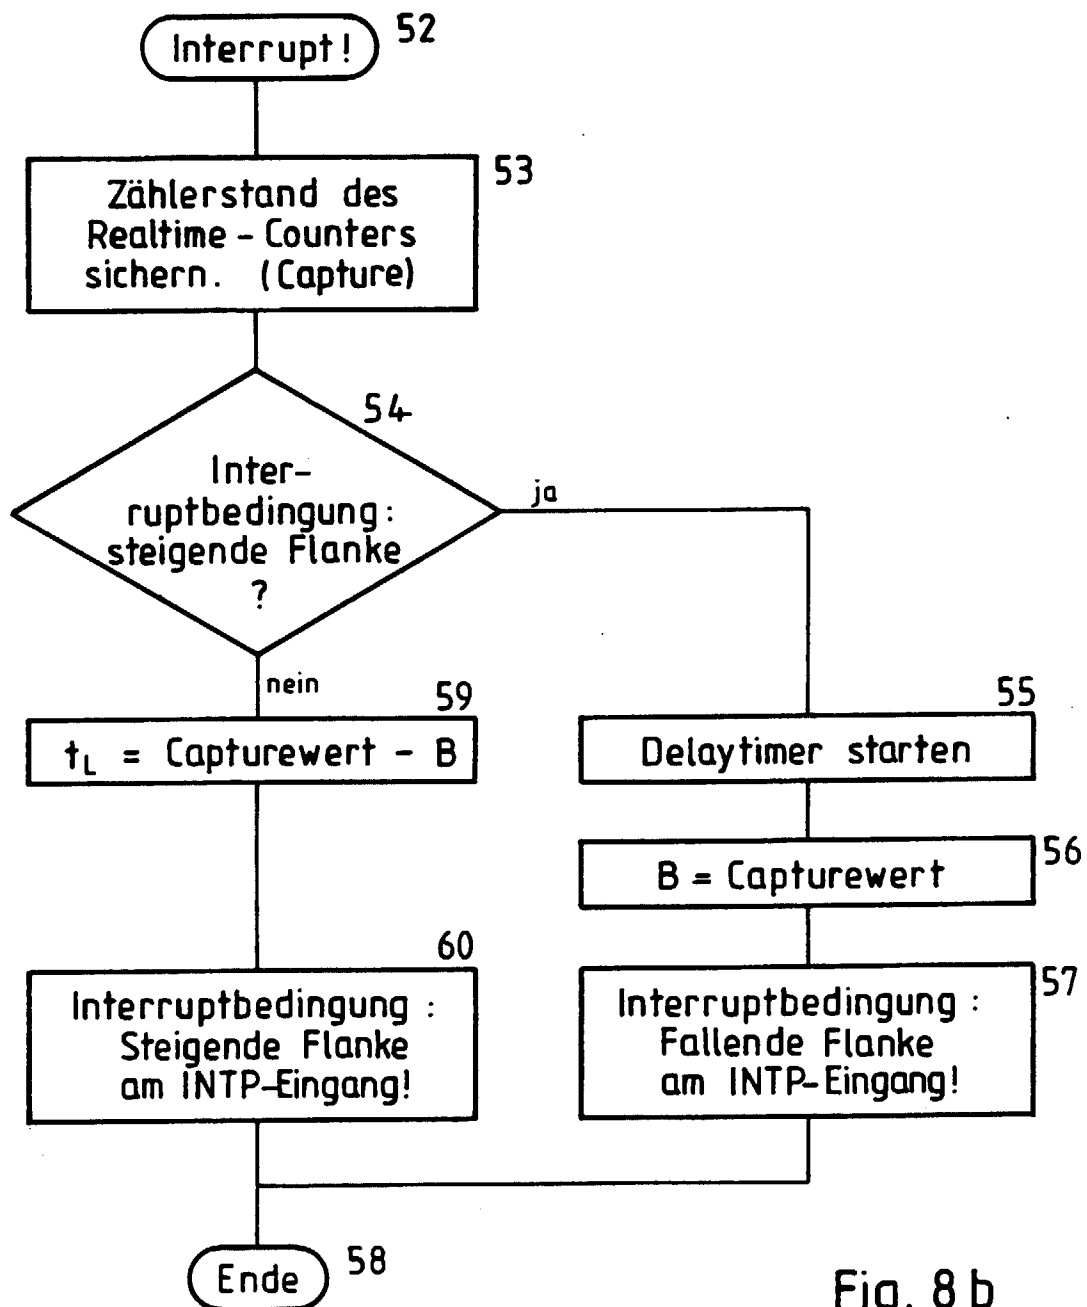 Interrupt!
52
53
Zählerstand des
Realtime - Counters
sichern. (Capture)
54
Inter-
ruptbedingung:
steigende Flanke
?
ja
nein
59
tL = Capturewert - B
55
Delaytimer starten
56
B = Capturewert
60
Interruptbedingung :
Steigende Flanke
am INTP-Eingang!
57
Interruptbedingung :
Fallende Flanke
am INTP-Eingang!
Ende
58
Fig. 8 b